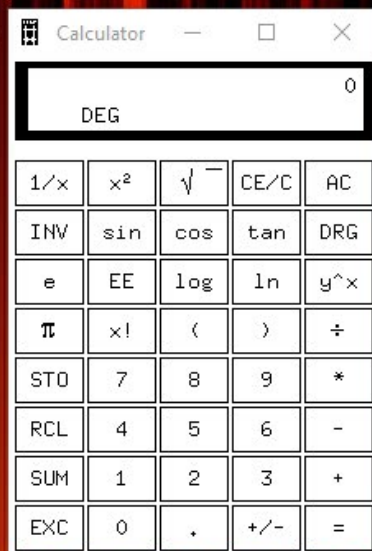 Calculator
0
DEG
1/x x² √‾ CE/C AC
INV sin cos tan DRG
e EE log ln y^x
π x! ( ) ÷
STO 7 8 9 *
RCL 4 5 6 -
SUM 1 2 3 +
EXC 0 . +/- =